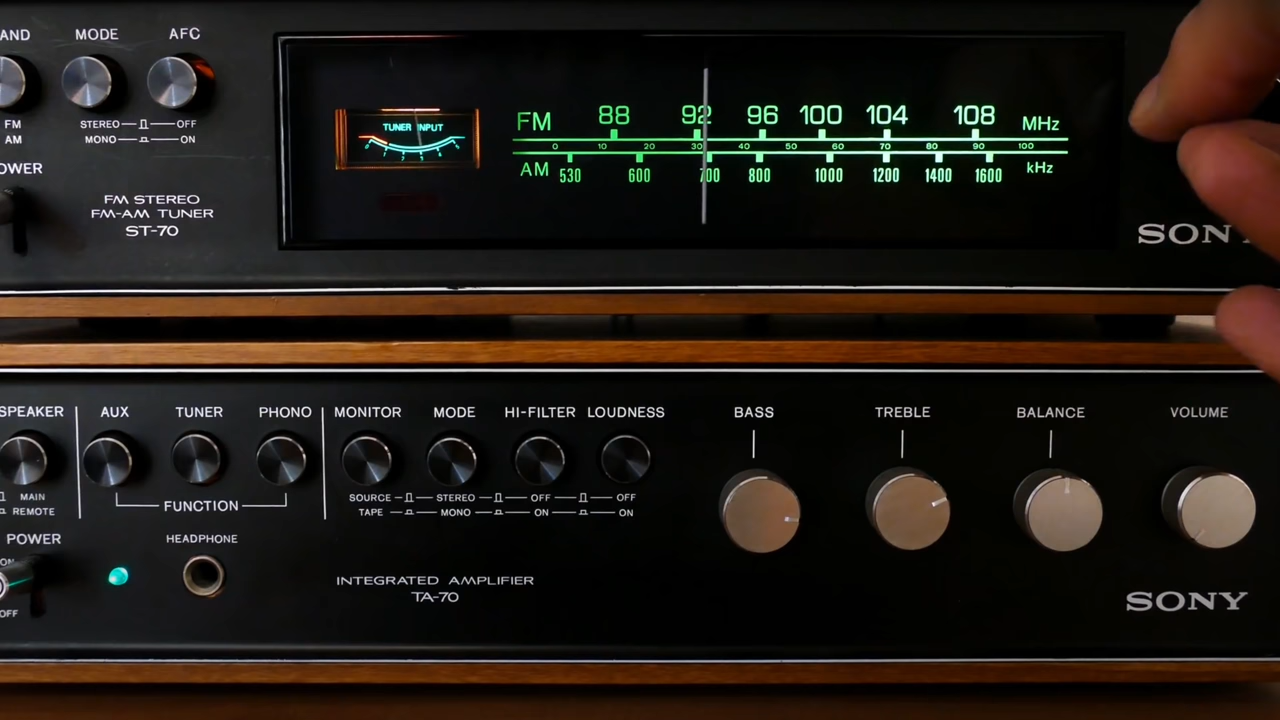 AND MODE AFC
FM
AM
STEREO OFF
MONO ON
OWER
FM STEREO
FM-AM TUNER
ST-70
TUNER INPUT
FM 88 92 96 100 104 108 MHz
0 10 20 30 40 50 60 70 80 90 100
AM 530 600 700 800 1000 1200 1400 1600 kHz
SONY
SPEAKER AUX TUNER PHONO MONITOR MODE HI-FILTER LOUDNESS BASS TREBLE BALANCE VOLUME
MAIN
REMOTE
FUNCTION
SOURCE STEREO OFF OFF
TAPE MONO ON ON
POWER
ON
OFF
HEADPHONE
INTEGRATED AMPLIFIER
TA-70
SONY